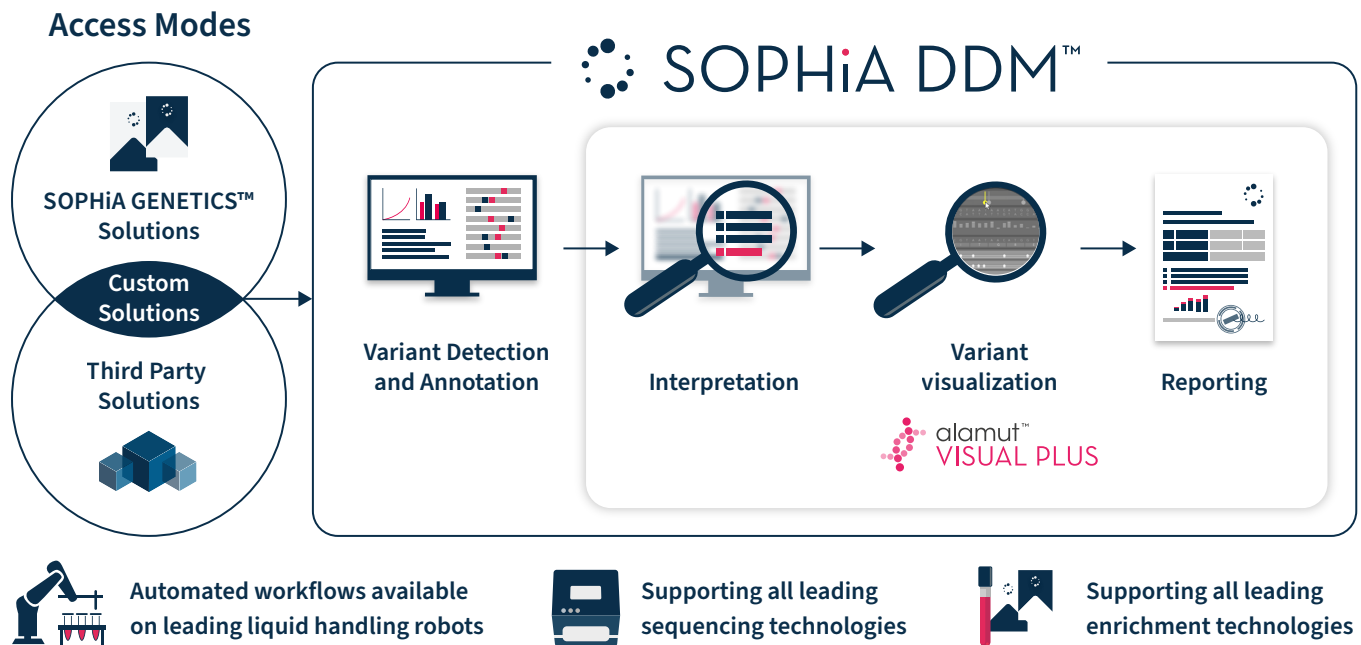 Access Modes
SOPHiA GENETICS™
Solutions
Custom
Solutions
Third Party
Solutions
SOPHiA DDM™
Variant Detection
and Annotation
Interpretation
Variant
visualization
alamut™
VISUAL PLUS
Reporting
Automated workflows available
on leading liquid handling robots
Supporting all leading
sequencing technologies
Supporting all leading
enrichment technologies